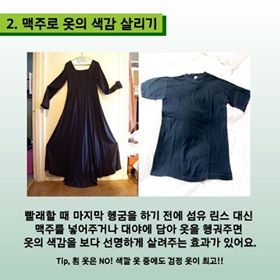 2. 맥주로 옷의 색감 살리기
빨래할 때 마지막 헹굼을 하기 전에 섬유 린스 대신
맥주를 넣어주거나 대야에 담아 옷을 헹궈주면
옷의 색감을 보다 선명하게 살려주는 효과가 있어요.
Tip, 흰 옷은 NO! 색깔 옷 중에도 검정 옷이 최고!!